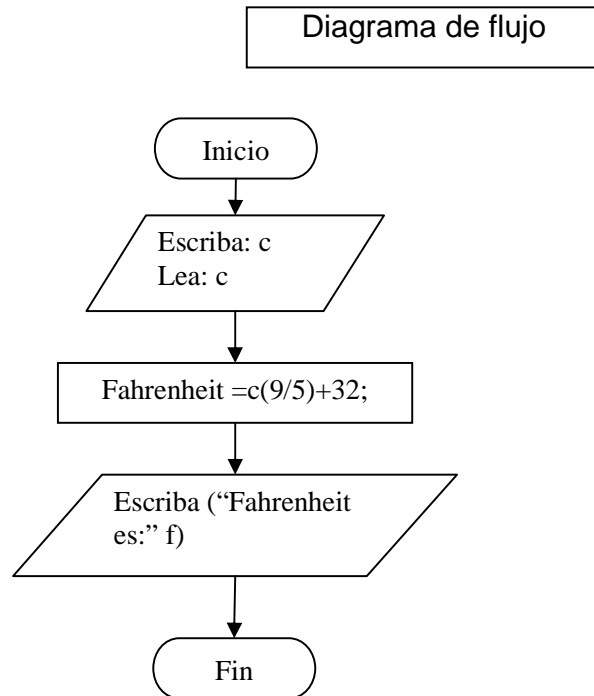 Diagrama de flujo
Inicio
Escriba: c
Lea: c
Fahrenheit =c(9/5)+32;
Escriba (“Fahrenheit
es:” f)
Fin